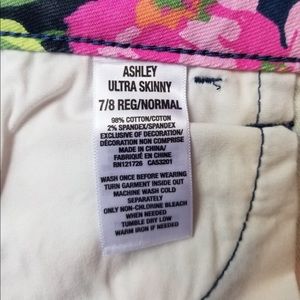 ASHLEY
ULTRA SKINNY
7/8 REG/NORMAL
98% COTTON/COTON
2% SPANDEX/SPANDEX
EXCLUSIVE OF DECORATION/
DÉCORATION NON COMPRISE
MADE IN CHINA/
FABRIQUÉ EN CHINE
RN121726 CA53201
WASH ONCE BEFORE WEARING
TURN GARMENT INSIDE OUT
MACHINE WASH COLD
SEPARATELY
ONLY NON-CHLORINE BLEACH
WHEN NEEDED
TUMBLE DRY LOW
WARM IRON IF NEEDED